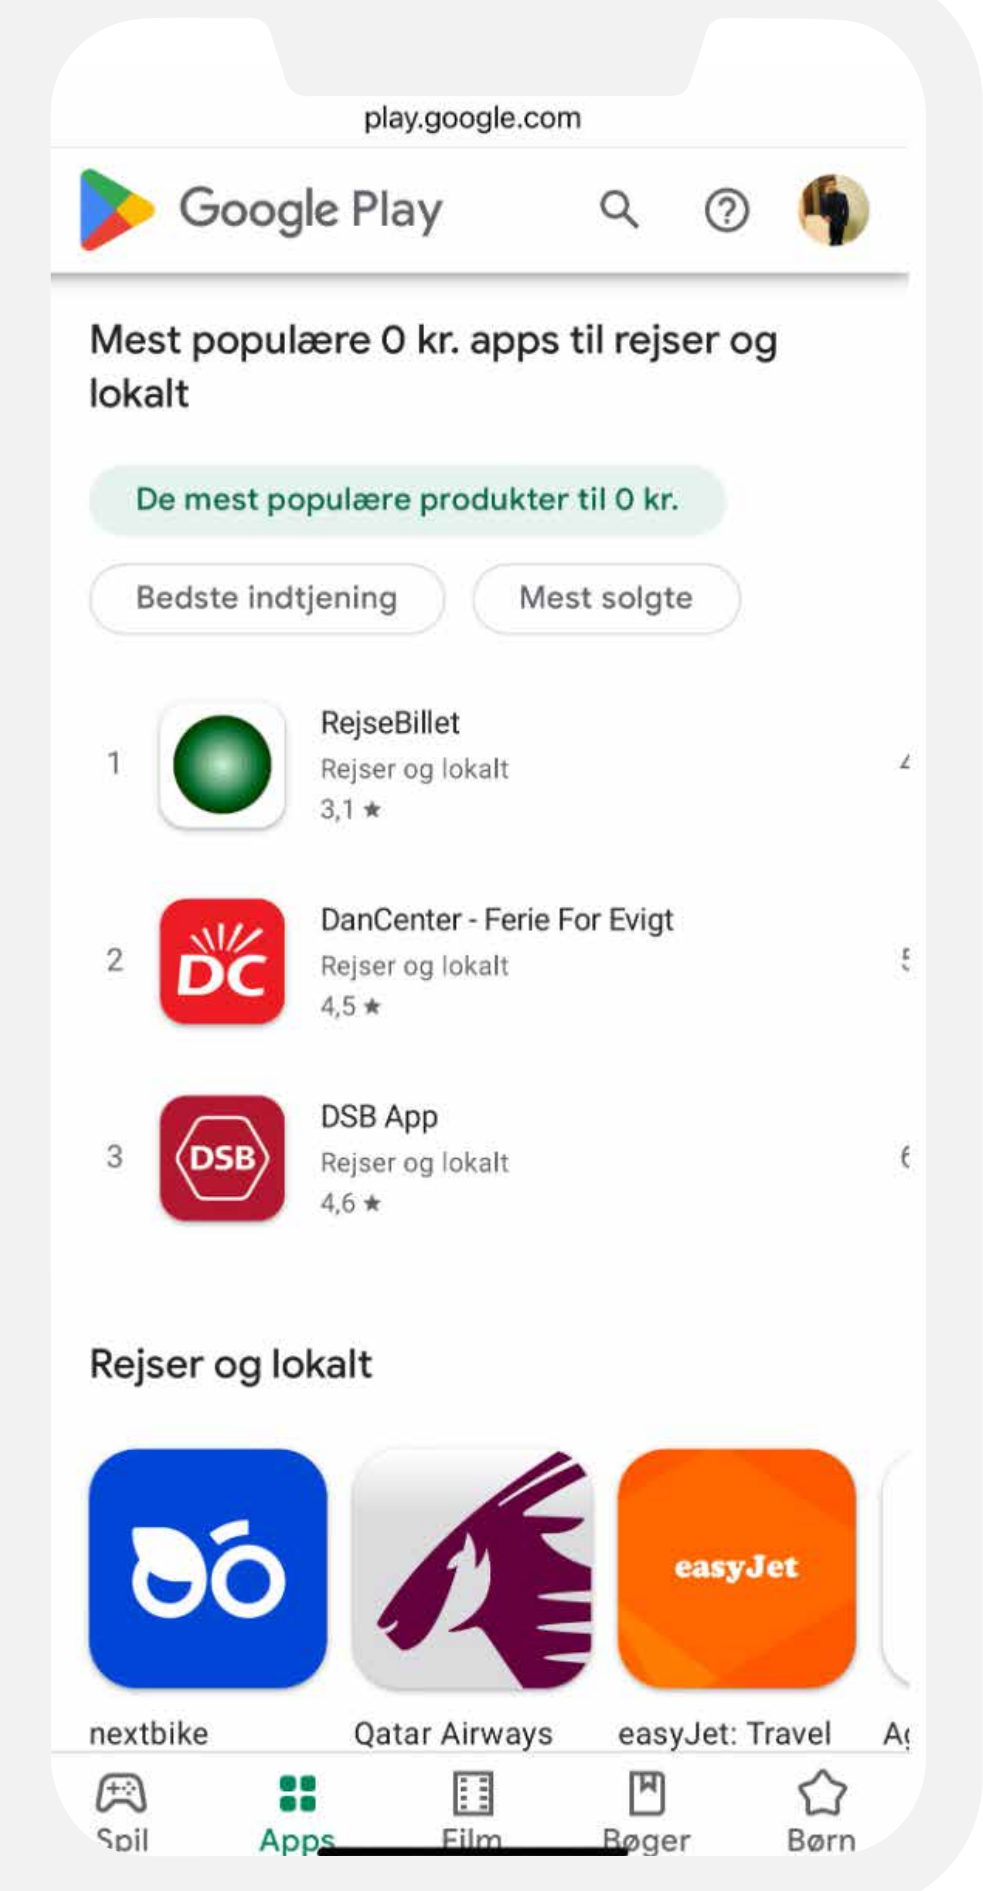 play.google.com
Google Play
Mest populære 0 kr. apps til rejser og
lokalt
De mest populære produkter til 0 kr.
Bedste indtjening
Mest solgte
1
RejseBillet
Rejser og lokalt
3,1 ★
2
DC
DanCenter - Ferie For Evigt
Rejser og lokalt
4,5 ★
5
3
DSB
DSB App
Rejser og lokalt
4,6 ★
6
Rejser og lokalt
easyJet
nextbike
Qatar Airways
easyJet: Travel
Spil
Apps
Film
Bøger
Børn